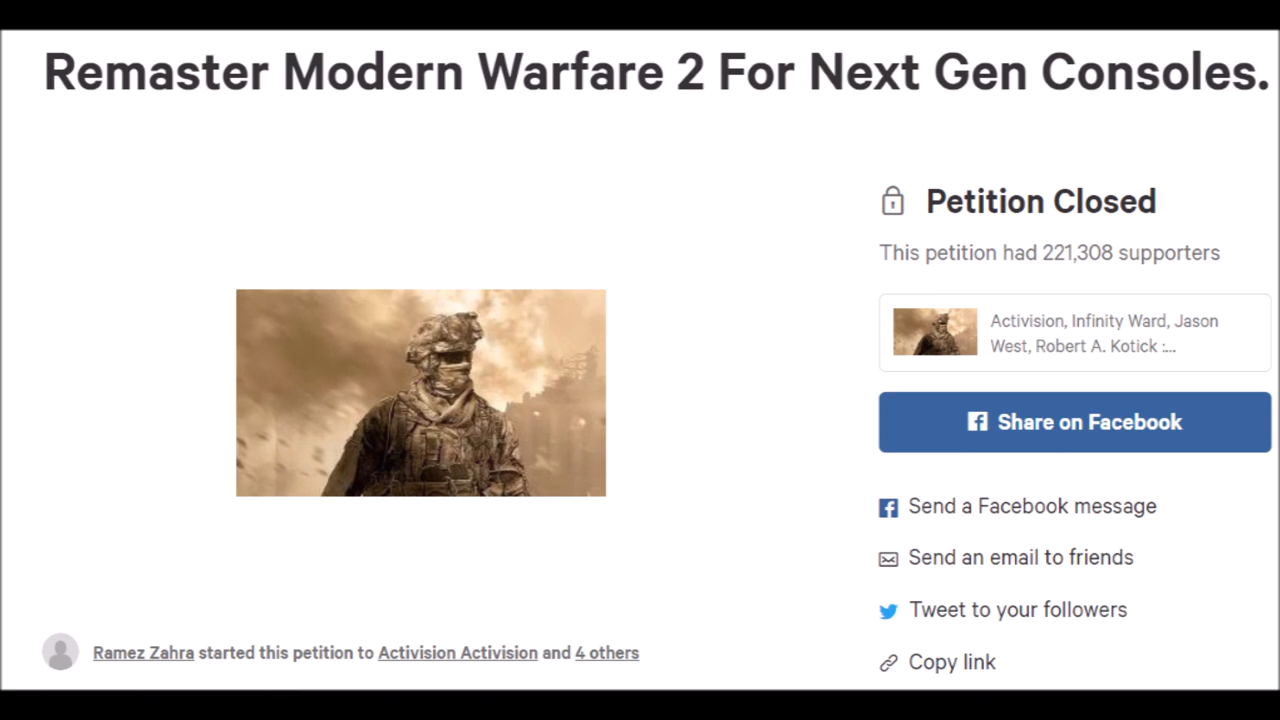 Remaster Modern Warfare 2 For Next Gen Consoles.
Petition Closed
This petition had 221,308 supporters
Activision, Infinity Ward, Jason
West, Robert A. Kotick :...
Share on Facebook
Send a Facebook message
Send an email to friends
Tweet to your followers
Copy link
Ramez Zahra started this petition to Activision Activision and 4 others